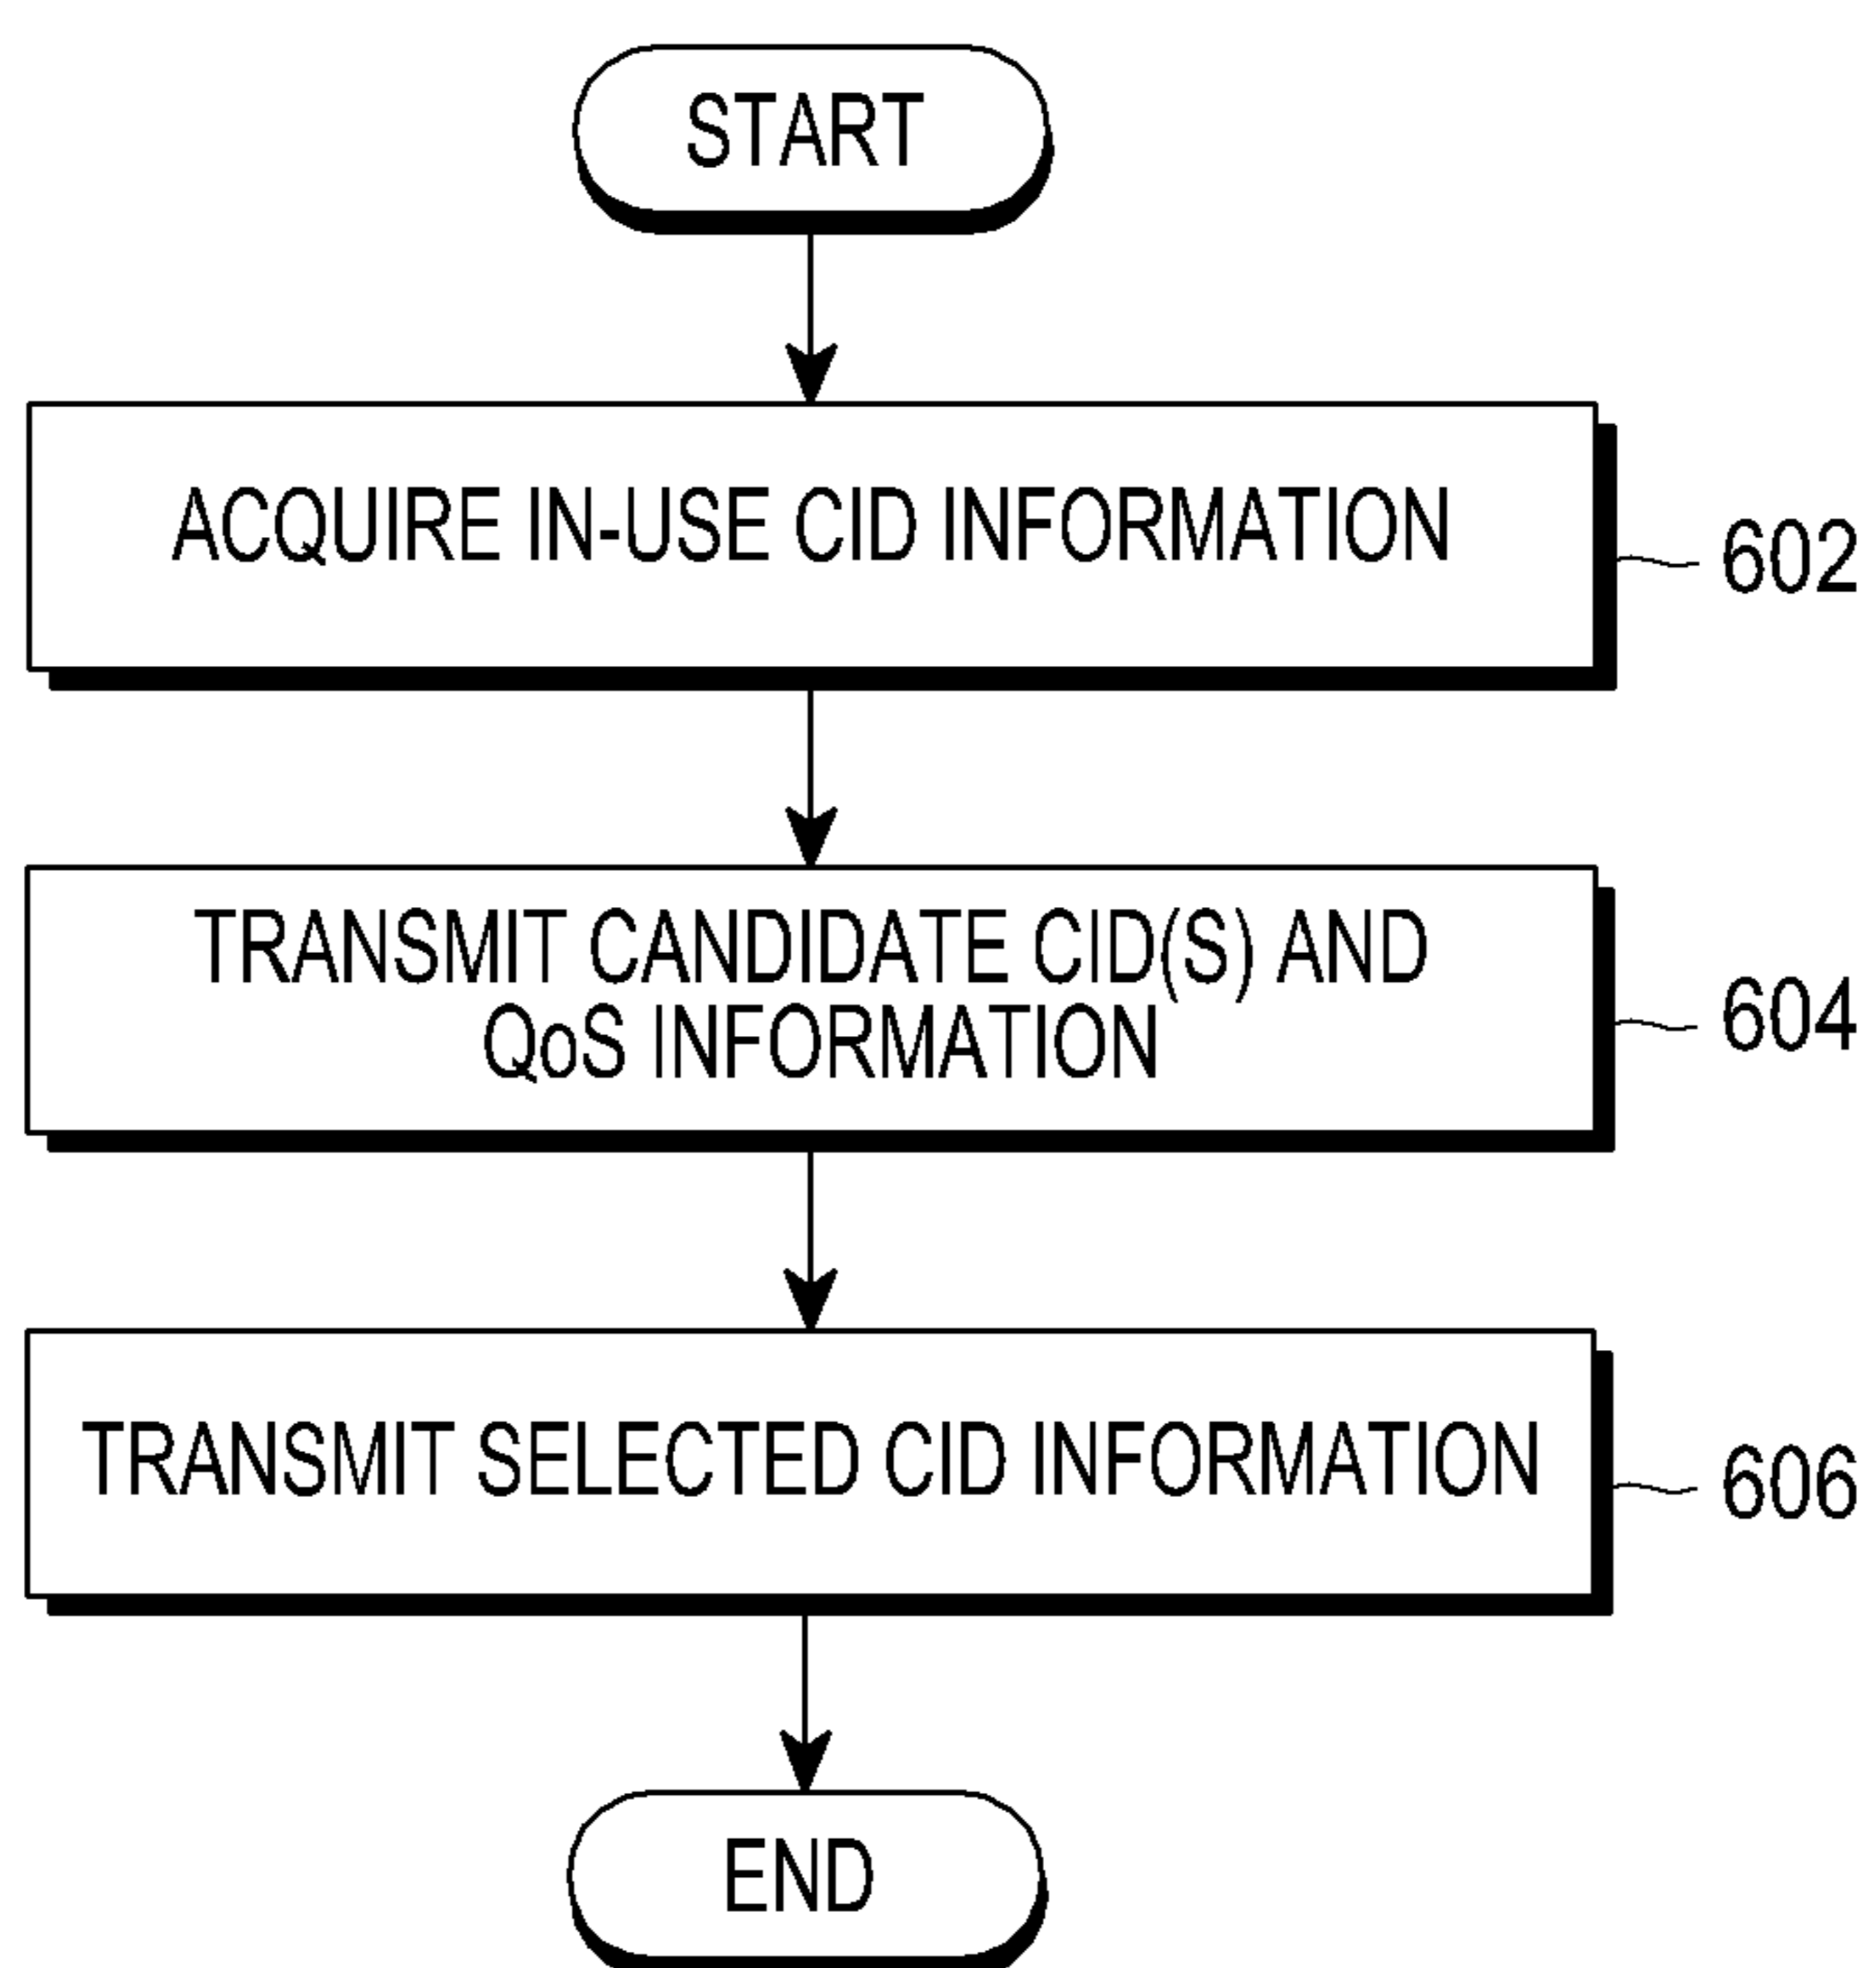 START
ACQUIRE IN-USE CID INFORMATION
602
TRANSMIT CANDIDATE CID(S) AND
QoS INFORMATION
604
TRANSMIT SELECTED CID INFORMATION
606
END